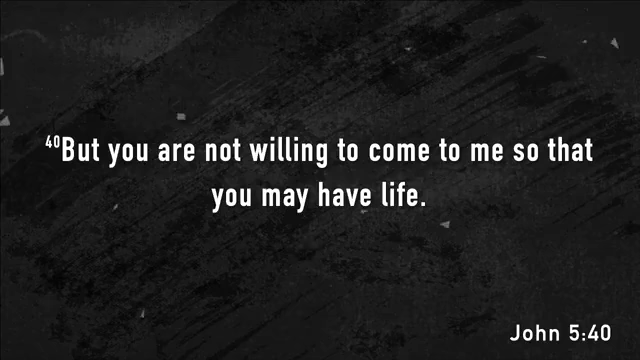 ⁴⁰But you are not willing to come to me so that
you may have life.
John 5:40